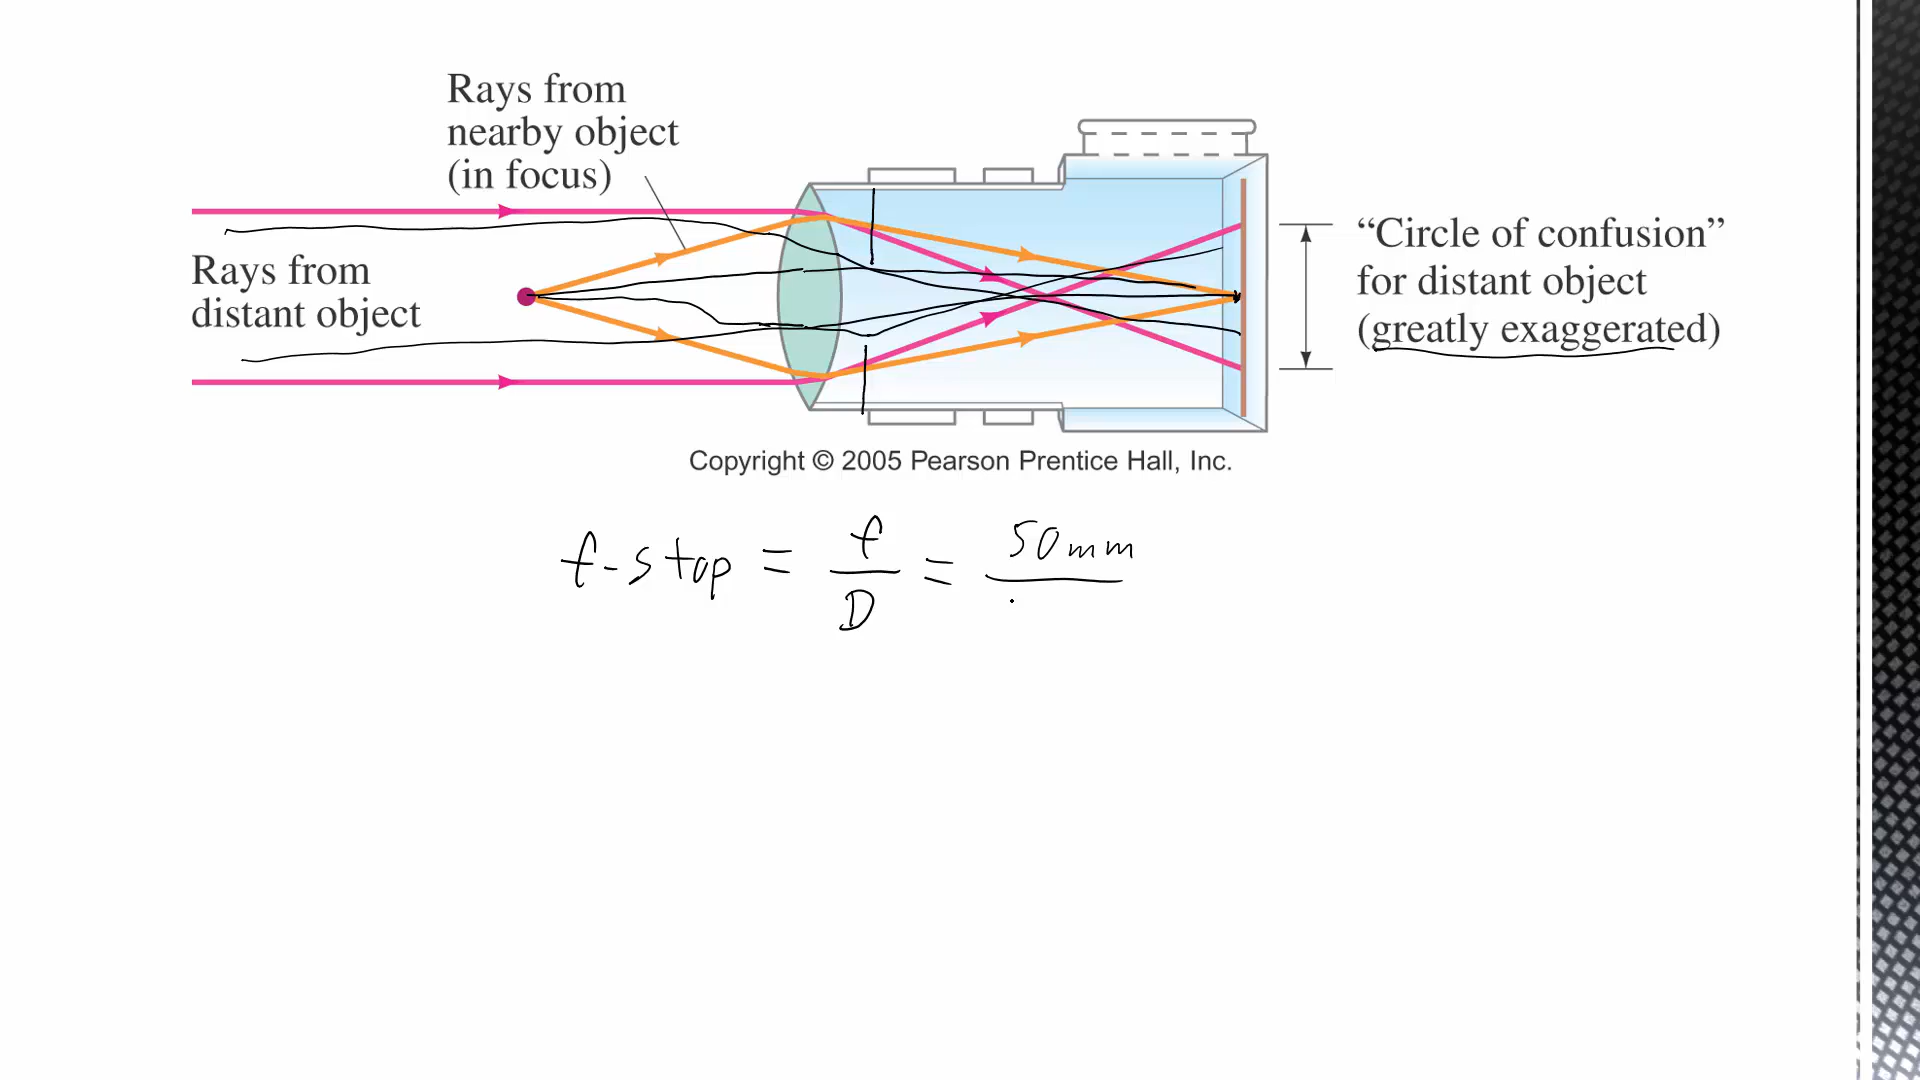 Rays from
nearby object
(in focus)
Rays from
distant object
“Circle of confusion”
for distant object
(greatly exaggerated)
Copyright © 2005 Pearson Prentice Hall, Inc.
f-stop = f/D = 50mm